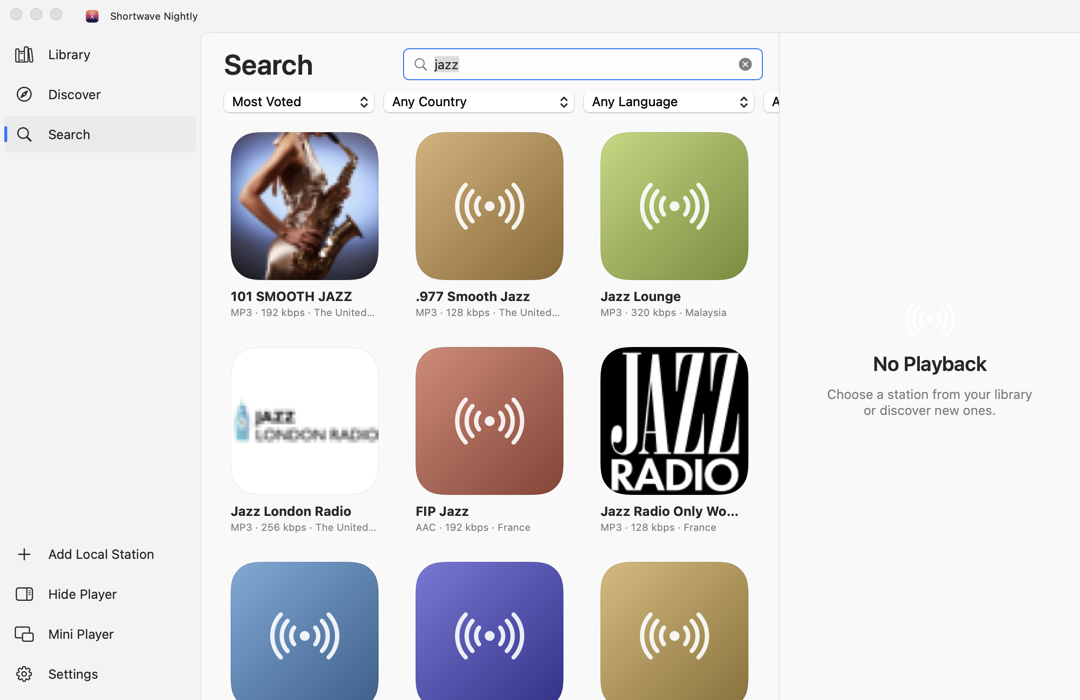 Shortwave Nightly
Library
Discover
Search
Add Local Station
Hide Player
Mini Player
Settings
Search
jazz
Most Voted
Any Country
Any Language
A
101 SMOOTH JAZZ
MP3 · 192 kbps · The United...
.977 Smooth Jazz
MP3 · 128 kbps · The United...
Jazz Lounge
MP3 · 320 kbps · Malaysia
JAZZ
LONDON RADIO
Jazz London Radio
MP3 · 256 kbps · The United...
FIP Jazz
AAC · 192 kbps · France
JAZZ
RADIO
Jazz Radio Only Wo...
MP3 · 128 kbps · France
No Playback
Choose a station from your library
or discover new ones.